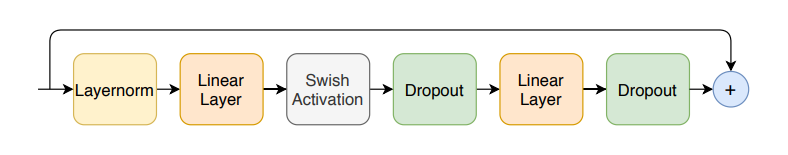 Layernorm
Linear
Layer
Swish
Activation
Dropout
Linear
Layer
Dropout
+